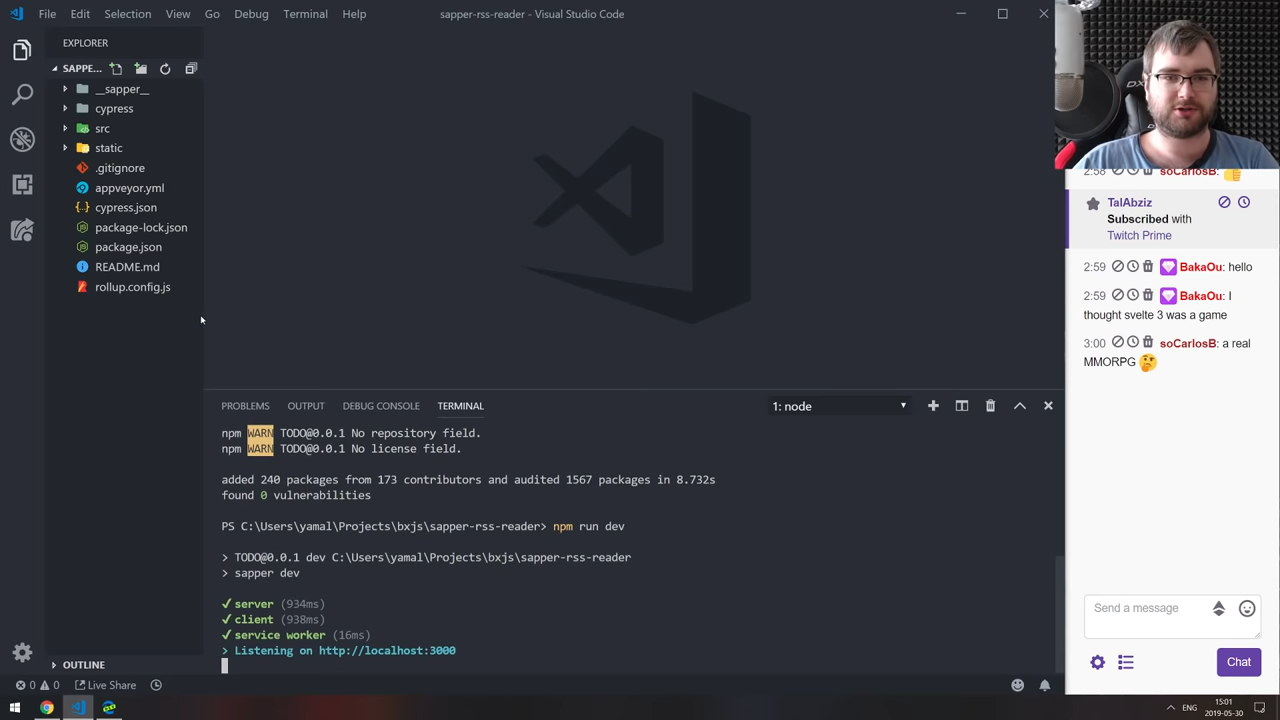 File Edit Selection View Go Debug Terminal Help
sapper-rss-reader - Visual Studio Code
EXPLORER
SAPPE...
__sapper__
cypress
src
static
.gitignore
appveyor.yml
cypress.json
package-lock.json
package.json
README.md
rollup.config.js
OUTLINE
PROBLEMS OUTPUT DEBUG CONSOLE TERMINAL
1: node
npm WARN TODO@0.0.1 No repository field.
npm WARN TODO@0.0.1 No license field.
added 240 packages from 173 contributors and audited 1567 packages in 8.732s
found 0 vulnerabilities
PS C:\Users\yamal\Projects\bxjs\sapper-rss-reader> npm run dev
> TODO@0.0.1 dev C:\Users\yamal\Projects\bxjs\sapper-rss-reader
> sapper dev
✓ server (934ms)
✓ client (938ms)
✓ service worker (16ms)
> Listening on http://localhost:3000
0 0 Live Share
DX
2:58 soCarlosB:
TalAbziz
Subscribed with
Twitch Prime
2:59 BakaOu: hello
2:59 BakaOu: I
thought svelte 3 was a game
3:00 soCarlosB: a real
MMORPG
Send a message
Chat
ENG
15:01
2019-05-30